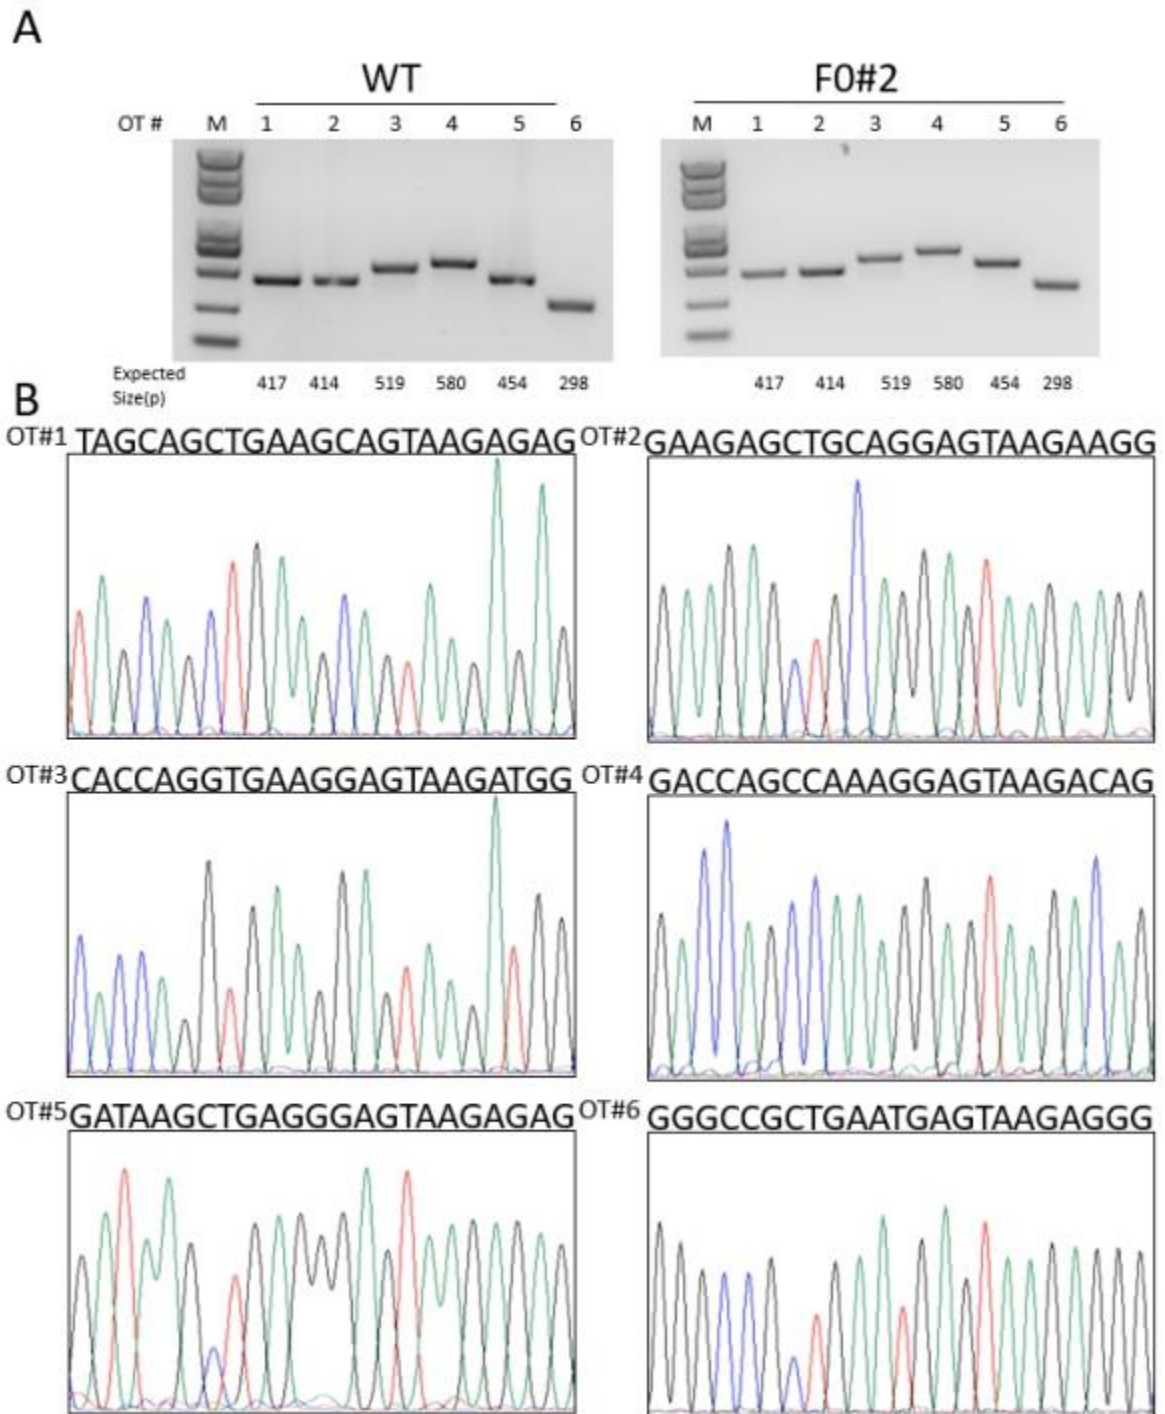 A
WT F0#2
OT # M 1 2 3 4 5 6 M 1 2 3 4 5 6
Expected
Size(p) 417 414 519 580 454 298 417 414 519 580 454 298
B
OT#1 TAGCAGCTGAAGCAGTAAGAGAG OT#2 GAAGAGCTGCAGGAGTAAGAAGG
OT#3 CACCAGGTGAAGGAGTAAGATGG OT#4 GACCAGCCAAAGGAGTAAGACAG
OT#5 GATAAGCTGAGGGAGTAAGAGAG OT#6 GGGCCGCTGAATGAGTAAGAGGG